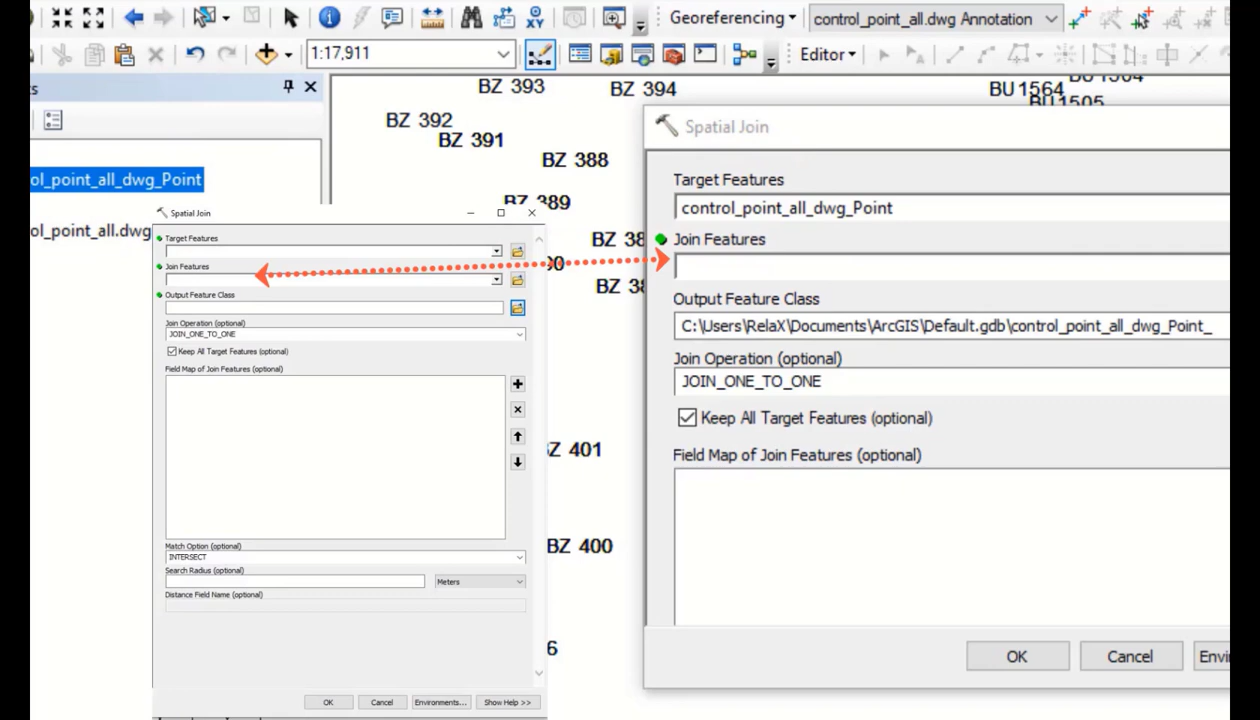 Georeferencing
control_point_all.dwg Annotation
1:17,911
Editor
BZ 393
BZ 394
BU 1564
BU 1505
BZ 392
BZ 391
BZ 388
ol_point_all_dwg_Point
ol_point_all.dwg
BZ 401
BZ 400
6
Spatial Join
Target Features
Join Features
Output Feature Class
Join Operation (optional)
JOIN_ONE_TO_ONE
Keep All Target Features (optional)
Field Map of Join Features (optional)
Match Option (optional)
INTERSECT
Search Radius (optional)
Meters
Distance Field Name (optional)
OK
Cancel
Environments...
Show Help >>
Spatial Join
Target Features
control_point_all_dwg_Point
Join Features
Output Feature Class
C:\Users\RelaX\Documents\ArcGIS\Default.gdb\control_point_all_dwg_Point_
Join Operation (optional)
JOIN_ONE_TO_ONE
Keep All Target Features (optional)
Field Map of Join Features (optional)
OK
Cancel
Envi